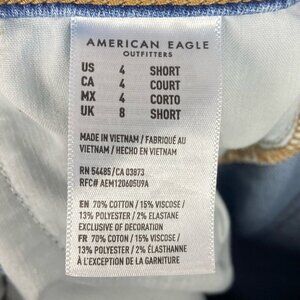 AMERICAN EAGLE
OUTFITTERS
US 4 SHORT
CA 4 COURT
MX 4 CORTO
UK 8 SHORT
MADE IN VIETNAM / FABRIQUÉ AU
VIETNAM / HECHO EN VIETNAM
RN 54485/CA 03873
RFC# AEM120605U9A
EN 70% COTTON / 15% VISCOSE /
13% POLYESTER / 2% ELASTANE
EXCLUSIVE OF DECORATION
FR 70% COTON / 15% VISCOSE /
13% POLYESTER / 2% ÉLASTHANNE
À L'EXCEPTION DE LA GARNITURE